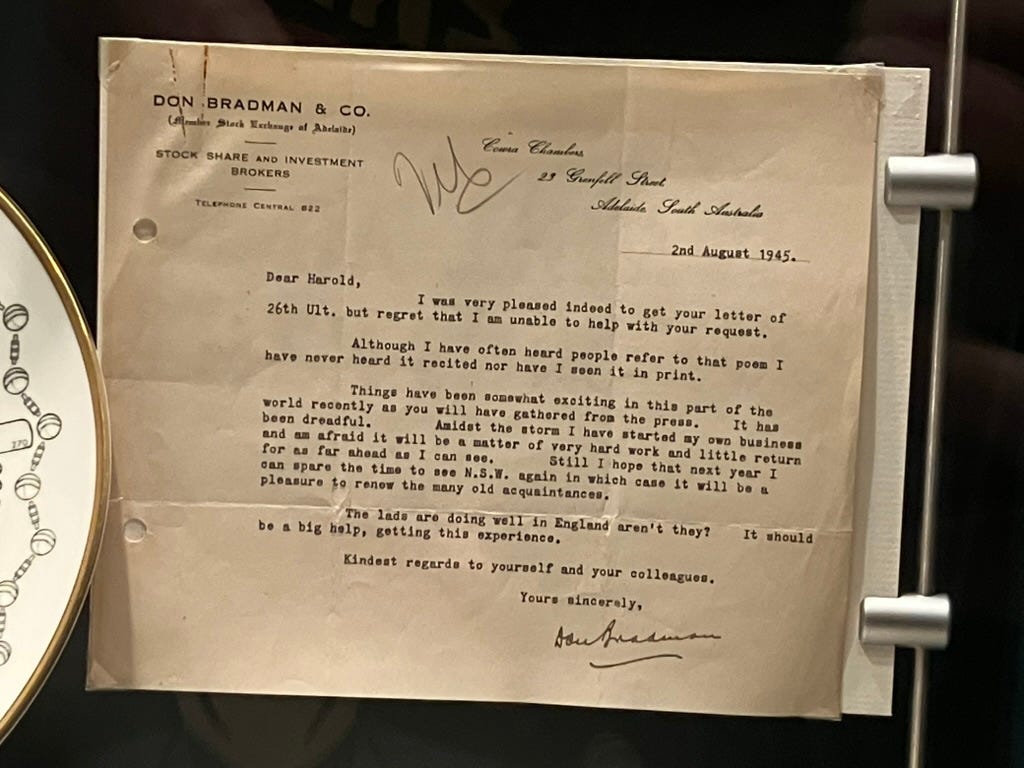 DON BRADMAN & CO.
(Member Stock Exchange of Adelaide)
STOCK SHARE AND INVESTMENT
BROKERS
TELEPHONE CENTRAL 822
Cowra Chambers
23 Grenfell Street
Adelaide South Australia
2nd August 1945.
Dear Harold,
I was very pleased indeed to get your letter of
26th Ult. but regret that I am unable to help with your request.
Although I have often heard people refer to that poem I
have never heard it recited nor have I seen it in print.
Things have been somewhat exciting in this part of the
world recently as you will have gathered from the press. It has
been dreadful. Amidst the storm I have started my own business
and am afraid it will be a matter of very hard work and little return
for as far ahead as I can see. Still I hope that next year I
can spare the time to see N.S.W. again in which case it will be a
pleasure to renew the many old acquaintances.
The lads are doing well in England aren't they? It should
be a big help, getting this experience.
Kindest regards to yourself and your colleagues.
Yours sincerely,
Don Bradman
270